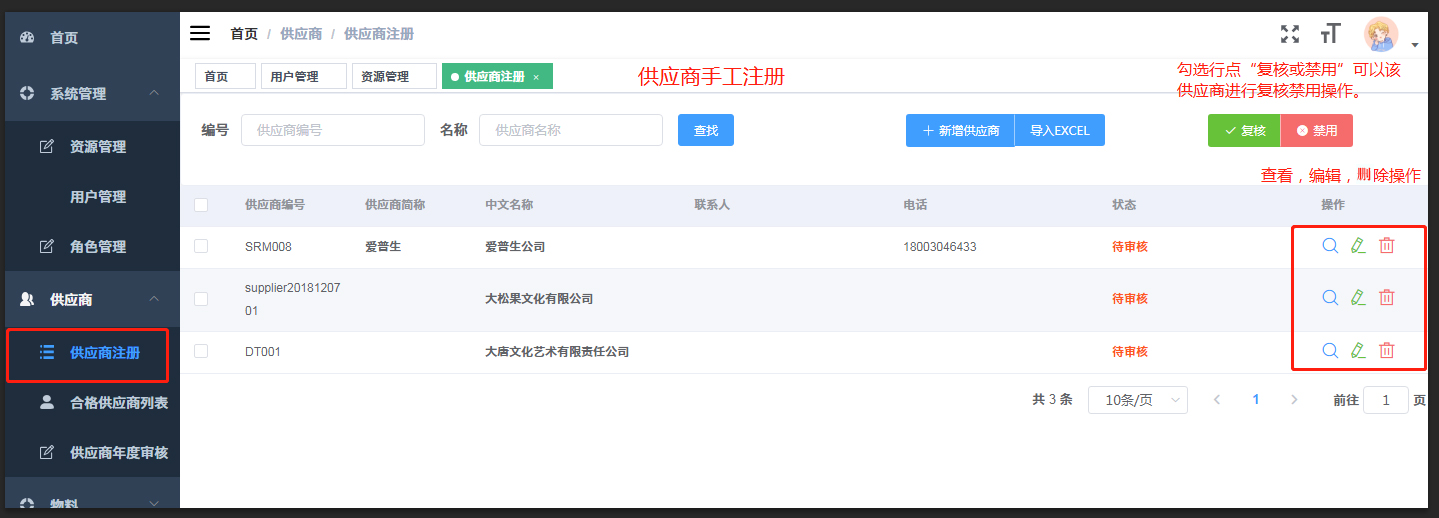 首页
系统管理
资源管理
用户管理
角色管理
供应商
供应商注册
合格供应商列表
供应商年度审核
物料
首页 / 供应商 / 供应商注册
首页 用户管理 资源管理 供应商注册 ×
供应商手工注册
勾选行点“复核或禁用”可以该
供应商进行复核禁用操作。
编号 供应商编号 名称 供应商名称 查找 新增供应商 导入EXCEL 复核 禁用
查看，编辑，删除操作
供应商编号 供应商简称 中文名称 联系人 电话 状态 操作
SRM008 爱普生 爱普生公司 18003046433 待审核
supplier20181207
01 大松果文化有限公司 待审核
DT001 大唐文化艺术有限责任公司 待审核
共 3 条 10条/页 1 前往 1 页